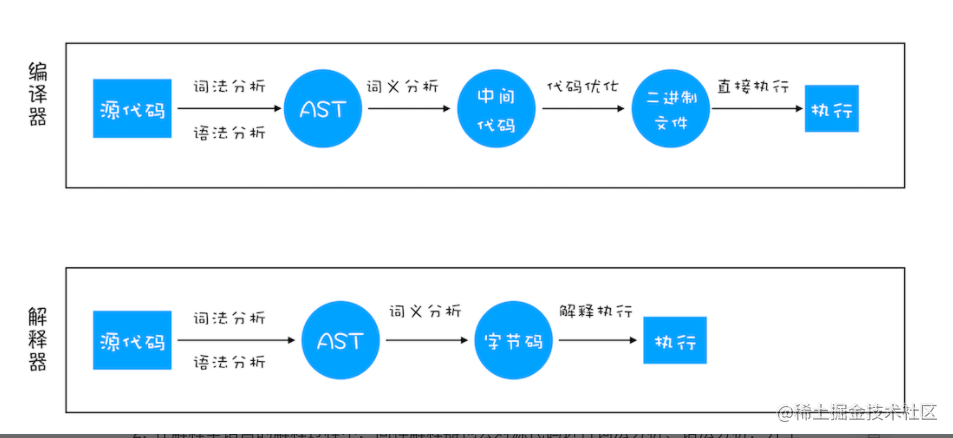 编译器
源代码
词法分析
语法分析
AST
词义分析
中间
代码
代码优化
二进制
文件
直接执行
执行
解释器
源代码
词法分析
语法分析
AST
词义分析
字节码
解释执行
执行
@稀土掘金技术社区